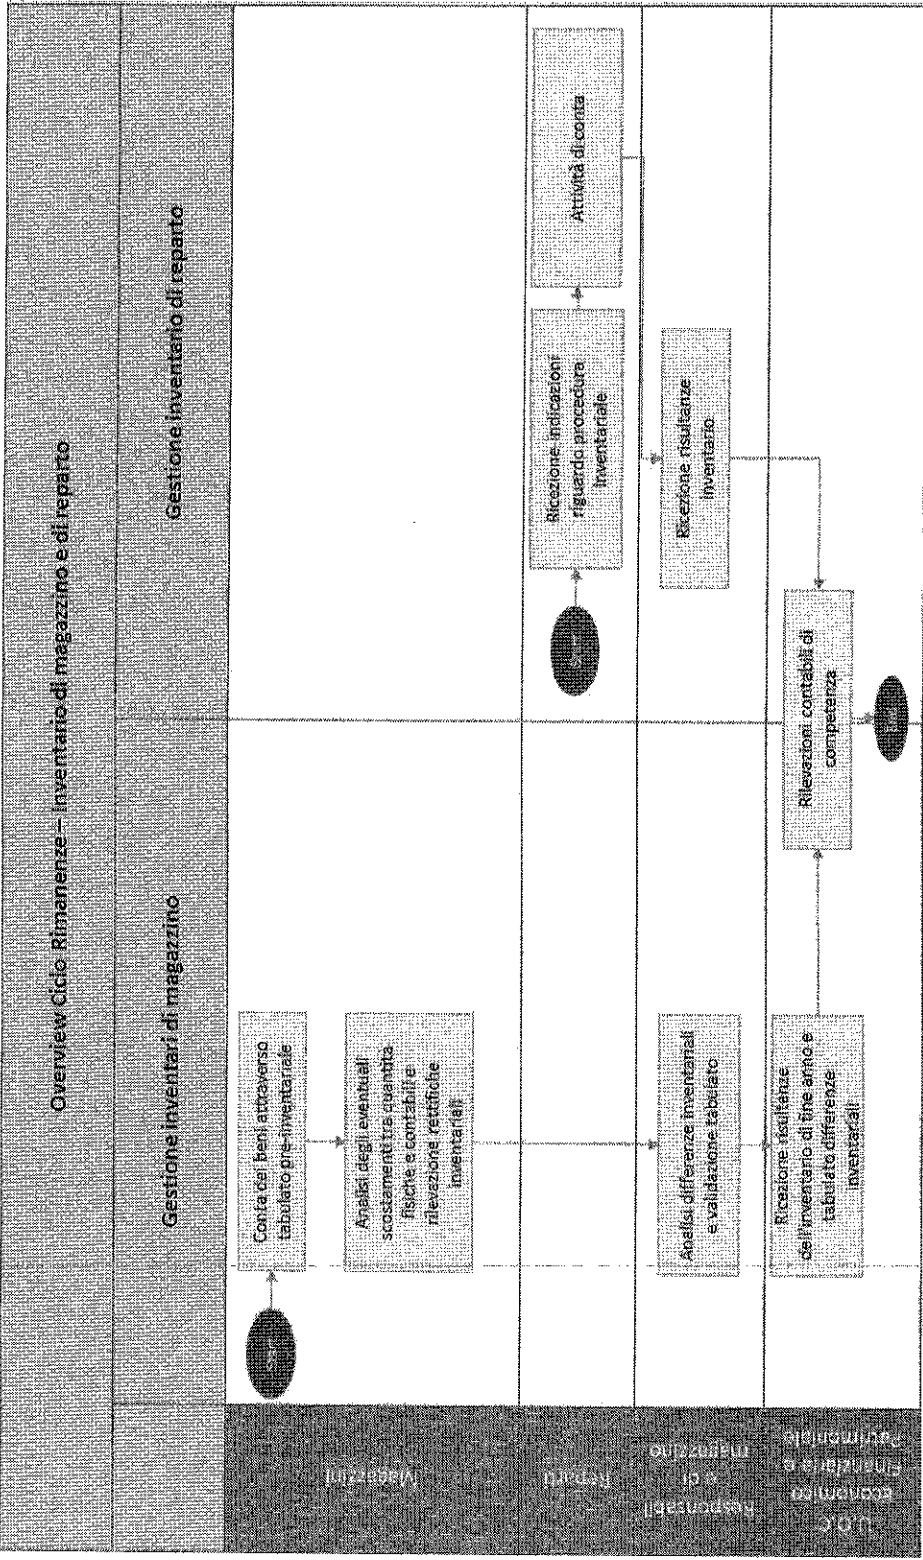 Overview Ciclo Rimanenze – Inventario di magazzino e di reparto
Gestione inventari di magazzino
Gestione inventario di reparto
Magazzini
Start
Conta dei beni attraverso
tabulato pre-inventariale
Analisi degli eventuali
scostamenti tra quantità
fisiche e contabili e
rilevazione rettifiche
inventariali
Reparti
Ricezione indicazioni
riguardo procedura
inventariale
Attività di conta
Responsabil
e di
magazzino
Analisi differenze inventariali
e validazione tabulato
Ricezione risultanze
inventario
U.O.C
economico
Finanziaria e
Patrimoniale
Ricezione risultanze
dell'inventario di fine anno e
tabulato differenze
inventariali
Rilevazioni contabili di
competenza